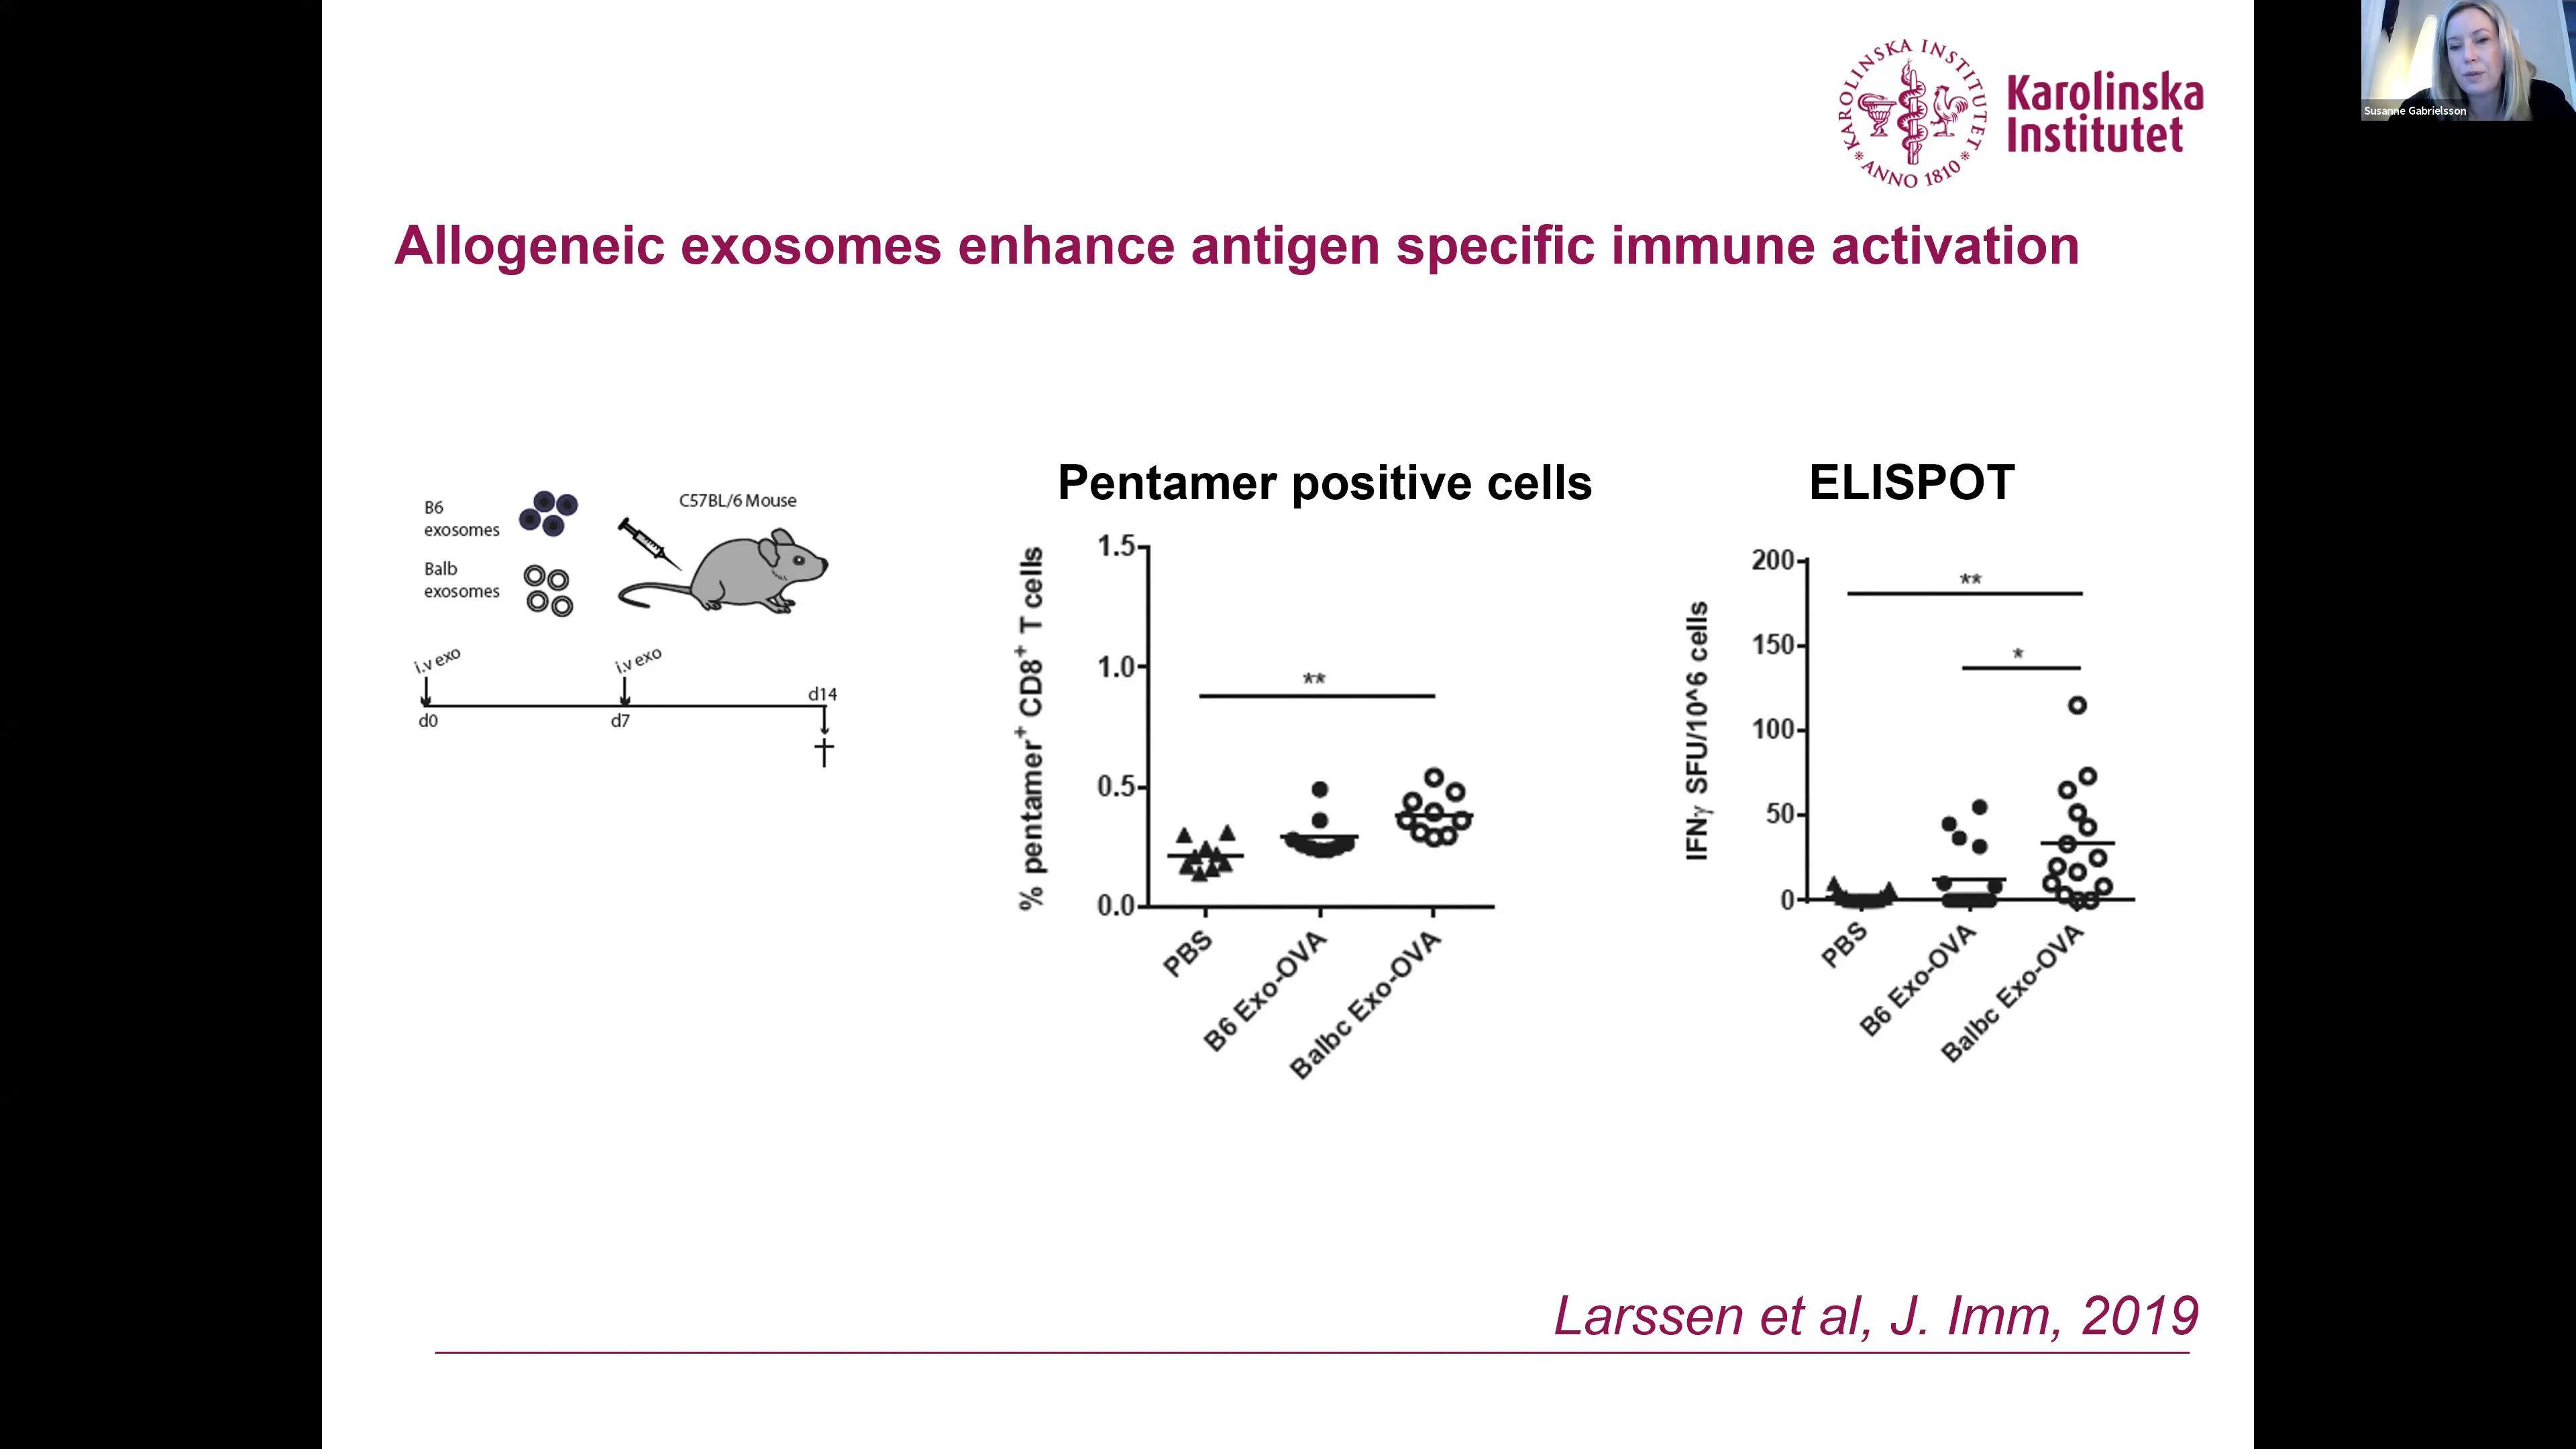 KAROLINSKA INSTITUTET
* ANNO 1810 *
Karolinska
Institutet
Susanne Gabrielsson
Allogeneic exosomes enhance antigen specific immune activation
B6
exosomes
Balb
exosomes
C57BL/6 Mouse
i.v exo
i.v exo
d0
d7
d14
Pentamer positive cells
% pentamer+ CD8+ T cells
1.5
1.0
0.5
0.0
**
PBS
B6 Exo-OVA
Balbc Exo-OVA
ELISPOT
IFNγ SFU/10^6 cells
200
150
100
50
0
**
*
PBS
B6 Exo-OVA
Balbc Exo-OVA
Larssen et al, J. Imm, 2019